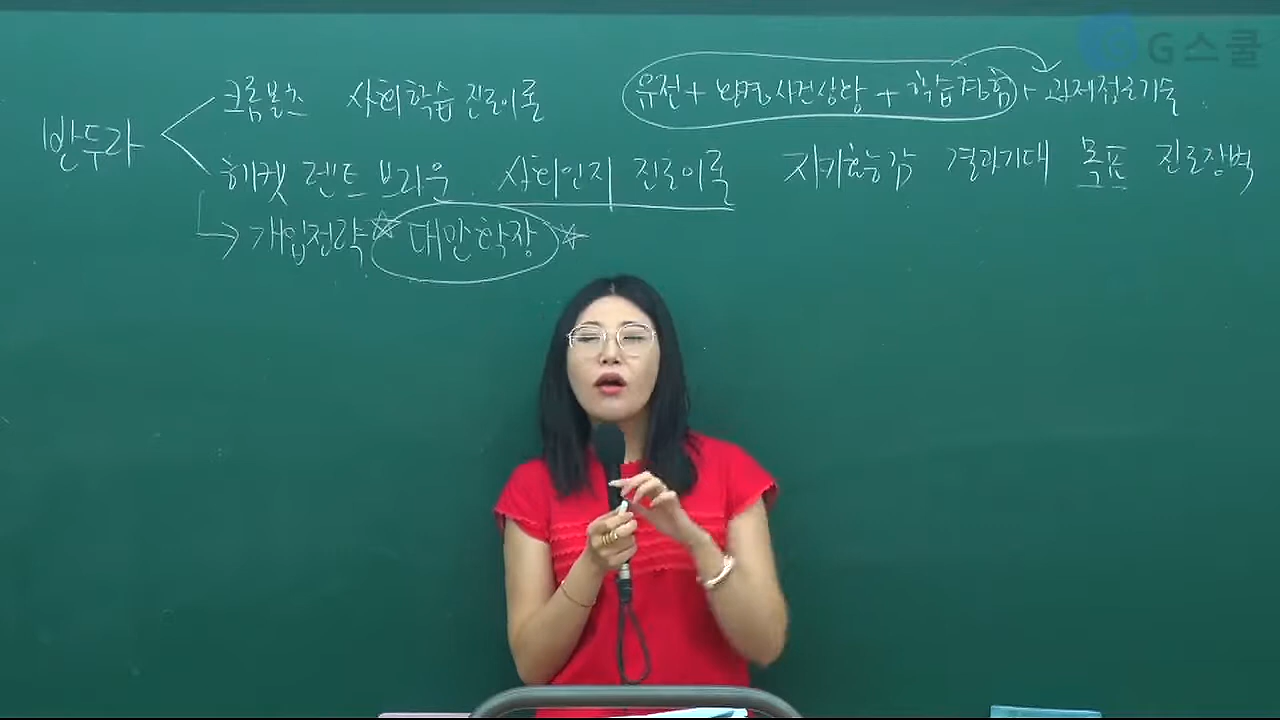 G스쿨
반두라
크롬볼츠 사회학습 진로이론 유전 + 환경, 사건상황 + 학습경험 + 과제접근기술
해켓 렌트 브라운 사회인지 진로이론 자기효능감 결과기대 목표 진로장벽
→ 개입전략 ☆ 대안확장 ☆